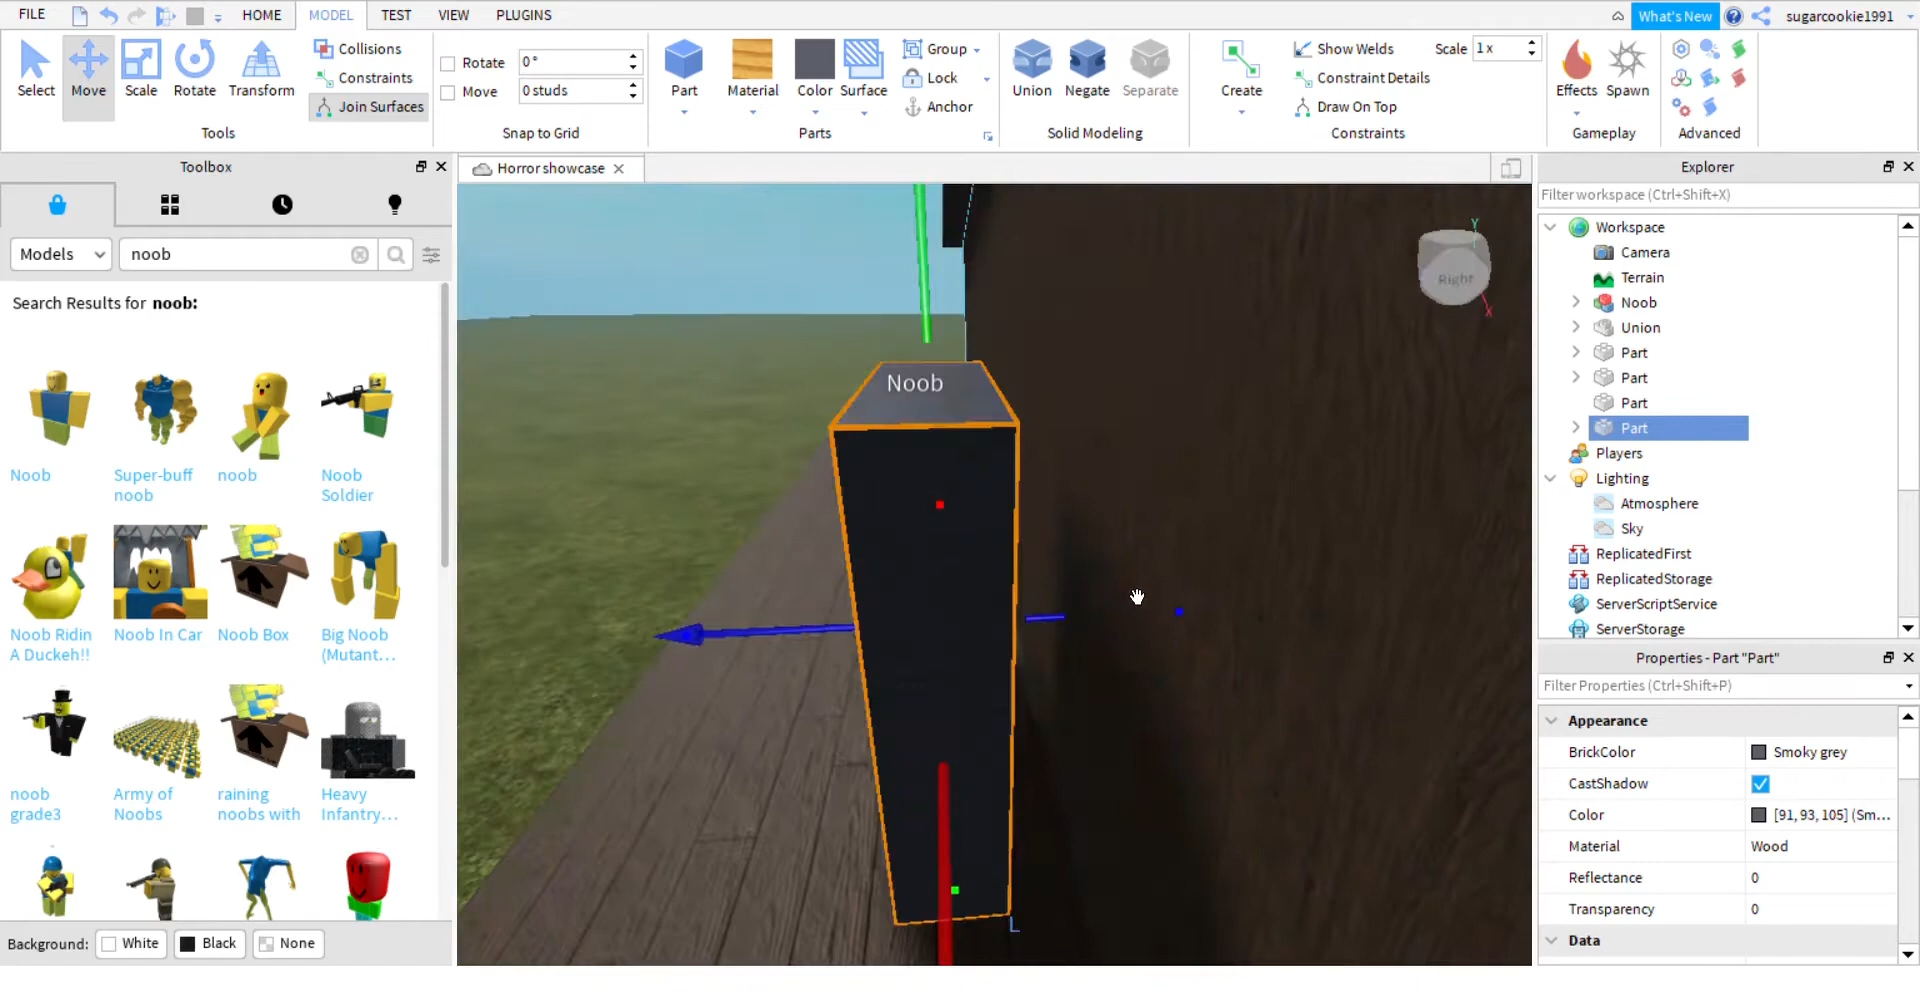 FILE
HOME
MODEL
TEST
VIEW
PLUGINS
What's New
sugarcookie1991
Select
Move
Scale
Rotate
Transform
Collisions
Constraints
Join Surfaces
Tools
Rotate
0 °
Move
0 studs
Snap to Grid
Part
Material
Color
Surface
Group
Lock
Anchor
Parts
Union
Negate
Separate
Solid Modeling
Create
Show Welds
Scale
1 x
Constraint Details
Draw On Top
Constraints
Effects
Spawn
Gameplay
Advanced
Toolbox
Models
noob
Search Results for noob:
Noob
Super-buff
noob
noob
Noob
Soldier
Noob Ridin
A Duckeh!!
Noob In Car
Noob Box
Big Noob
(Mutant...
noob
grade3
Army of
Noobs
raining
noobs with
Heavy
Infantry...
Background:
White
Black
None
Horror showcase
Noob
Right
Y
X
L
Explorer
Filter workspace (Ctrl+Shift+X)
Workspace
Camera
Terrain
Noob
Union
Part
Part
Part
Part
Players
Lighting
Atmosphere
Sky
ReplicatedFirst
ReplicatedStorage
ServerScriptService
ServerStorage
Properties - Part "Part"
Filter Properties (Ctrl+Shift+P)
Appearance
BrickColor
Smoky grey
CastShadow
Color
[91, 93, 105] (Sm...
Material
Wood
Reflectance
0
Transparency
0
Data